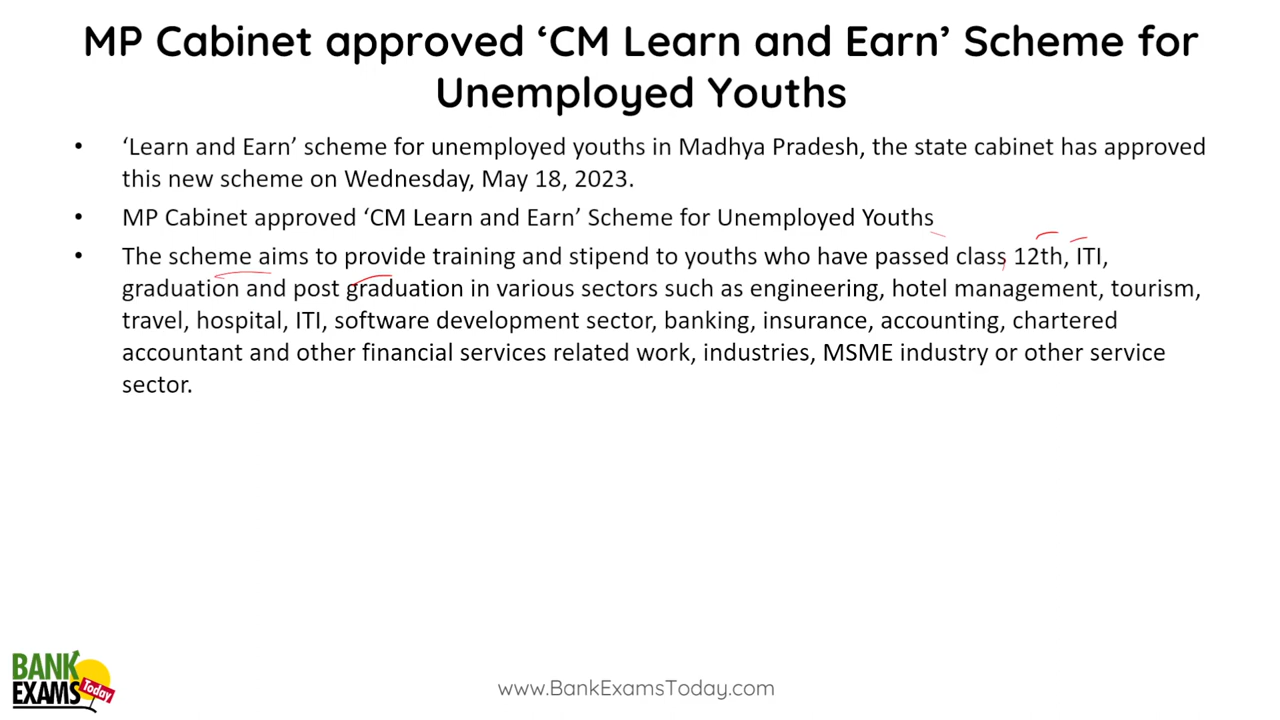 MP Cabinet approved ‘CM Learn and Earn’ Scheme for
Unemployed Youths
• ‘Learn and Earn’ scheme for unemployed youths in Madhya Pradesh, the state cabinet has approved
this new scheme on Wednesday, May 18, 2023.
• MP Cabinet approved ‘CM Learn and Earn’ Scheme for Unemployed Youths
• The scheme aims to provide training and stipend to youths who have passed class 12th, ITI,
graduation and post graduation in various sectors such as engineering, hotel management, tourism,
travel, hospital, ITI, software development sector, banking, insurance, accounting, chartered
accountant and other financial services related work, industries, MSME industry or other service
sector.
BANK
EXAMS
Today
www.BankExamsToday.com